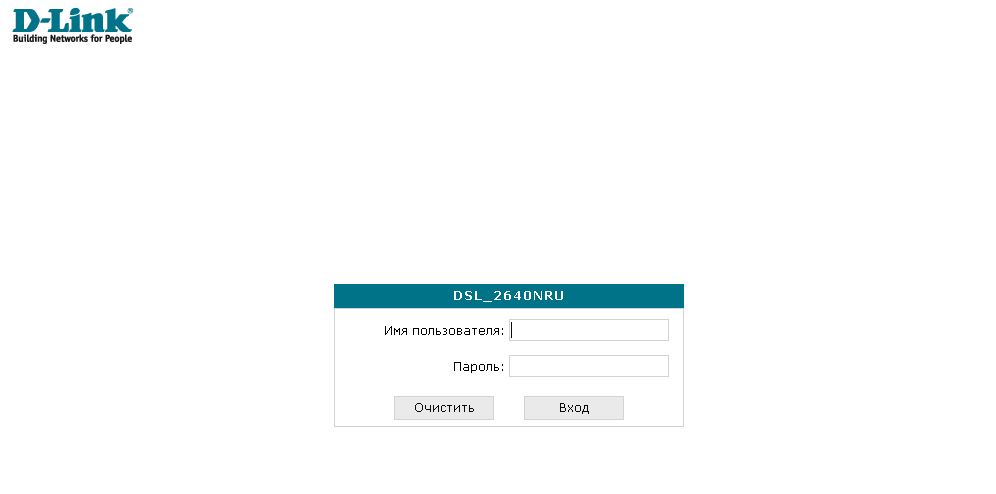 D-Link®
Building Networks for People
DSL_2640NRU
Имя пользователя:
Пароль:
Очистить Вход